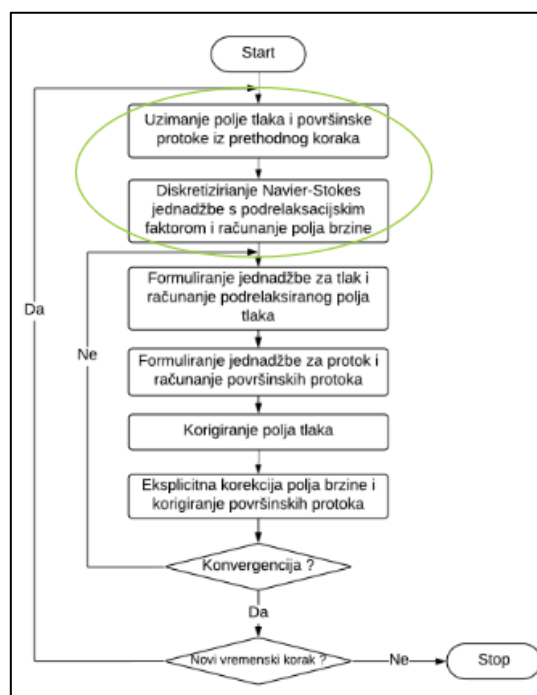 Start
Uzimanje polje tlaka i površinske
protoke iz prethodnog koraka
Diskretizirianje Navier-Stokes
jednadžbe s podrelaksacijskim
faktorom i računanje polja brzine
Formuliranje jednadžbe za tlak i
računanje podrelaksiranog polja
tlaka
Da
Ne
Formuliranje jednadžbe za protok i
računanje površinskih protoka
Korigiranje polja tlaka
Eksplicitna korekcija polja brzine i
korigiranje površinskih protoka
Konvergencija ?
Da
Novi vremenski korak ?
Ne
Stop